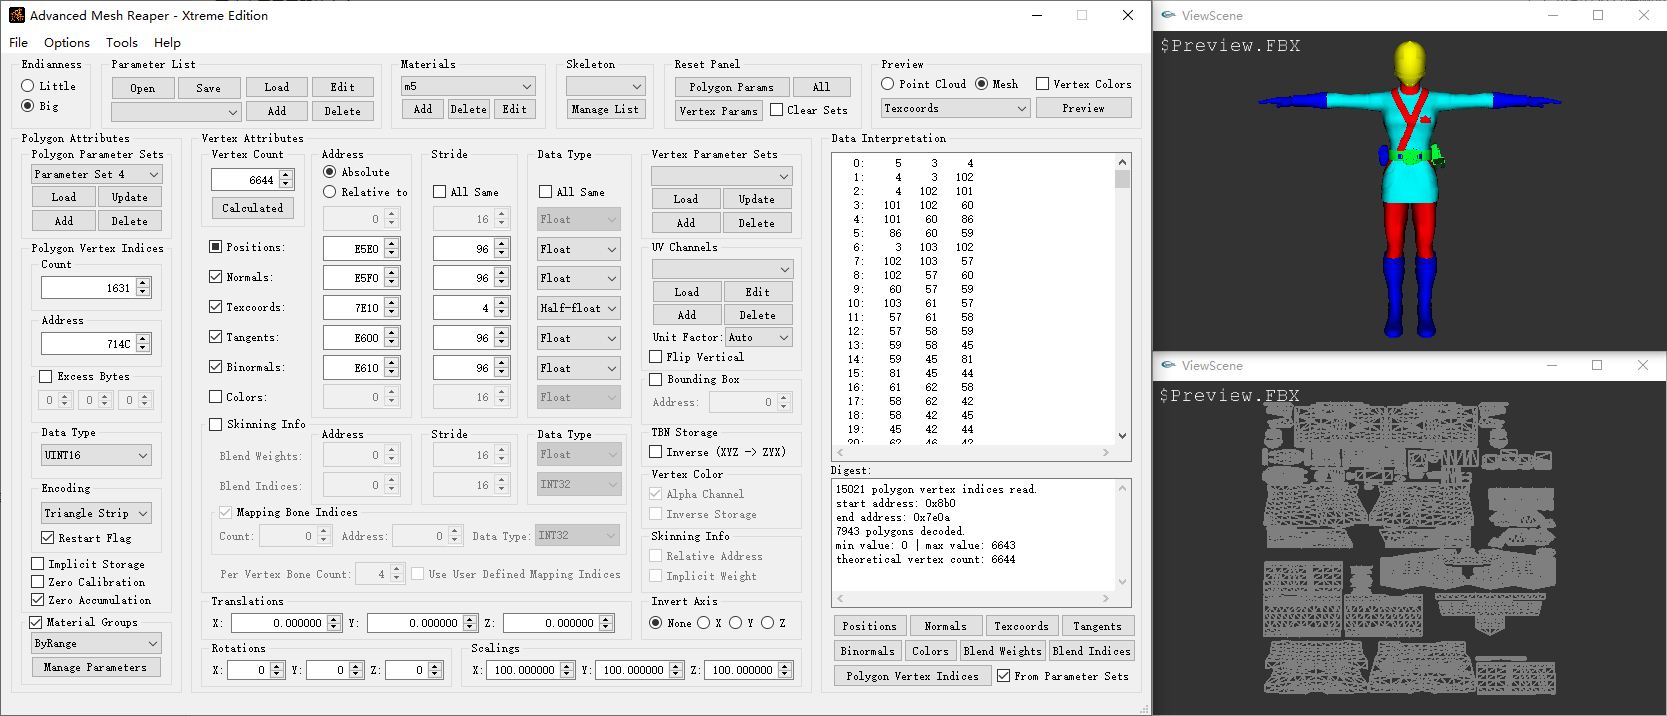 Advanced Mesh Reaper - Xtreme Edition
File Options Tools Help
Endianness
Little
Big
Parameter List
Open Save Load Edit
Add Delete
Materials
m5
Add Delete Edit
Skeleton
Manage List
Reset Panel
Polygon Params All
Vertex Params Clear Sets
Preview
Point Cloud Mesh Vertex Colors
Texcoords Preview
Polygon Attributes
Polygon Parameter Sets
Parameter Set 4
Load Update
Add Delete
Polygon Vertex Indices
Count
1631
Address
714C
Excess Bytes
0 0 0
Data Type
UINT16
Encoding
Triangle Strip
Restart Flag
Implicit Storage
Zero Calibration
Zero Accumulation
Material Groups
ByRange
Manage Parameters
Vertex Attributes
Vertex Count
6644
Calculated
Address Stride Data Type
Absolute
Relative to All Same All Same
0 16 Float
Positions: E5E0 96 Float
Normals: E5F0 96 Float
Texcoords: 7E10 4 Half-float
Tangents: E600 96 Float
Binormals: E610 96 Float
Colors: 0 16 Float
Skinning Info
Address Stride Data Type
Blend Weights: 0 16 Float
Blend Indices: 0 16 INT32
Mapping Bone Indices
Count: 0 Address: 0 Data Type: INT32
Per Vertex Bone Count: 4 Use User Defined Mapping Indices
Translations
X: 0.000000 Y: 0.000000 Z: 0.000000
Rotations
X: 0 Y: 0 Z: 0
Scalings
X: 100.000000 Y: 100.000000 Z: 100.000000
Vertex Parameter Sets
Load Update
Add Delete
UV Channels
Load Edit
Add Delete
Unit Factor: Auto
Flip Vertical
Bounding Box
Address: 0
TBN Storage
Inverse (XYZ -> ZYX)
Vertex Color
Alpha Channel
Inverse Storage
Skinning Info
Relative Address
Implicit Weight
Invert Axis
None X Y Z
Data Interpretation
0: 5 3 4
1: 4 3 102
2: 4 102 101
3: 101 102 60
4: 101 60 86
5: 86 60 59
6: 3 103 102
7: 102 103 57
8: 102 57 60
9: 60 57 59
10: 103 61 57
11: 57 61 58
12: 57 58 59
13: 59 58 45
14: 59 45 81
15: 81 45 44
16: 61 62 58
17: 58 62 42
18: 58 42 45
19: 45 42 44
20: 62 46 42
Digest:
15021 polygon vertex indices read.
start address: 0x8b0
end address: 0x7e0a
7943 polygons decoded.
min value: 0 | max value: 6643
theoretical vertex count: 6644
Positions Normals Texcoords Tangents
Binormals Colors Blend Weights Blend Indices
Polygon Vertex Indices From Parameter Sets
ViewScene
$Preview.FBX
ViewScene
$Preview.FBX